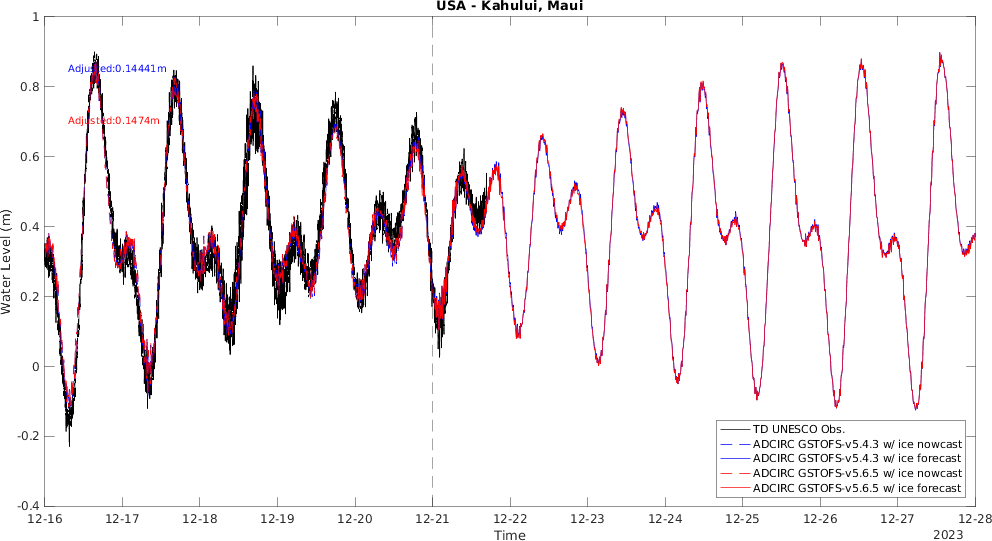 USA - Kahului, Maui
1
0.8
0.6
0.4
0.2
0
-0.2
-0.4
Water Level (m)
Adjusted:0.14441m
Adjusted:0.1474m
TD UNESCO Obs.
ADCIRC GSTOFS-v5.4.3 w/ ice nowcast
ADCIRC GSTOFS-v5.4.3 w/ ice forecast
ADCIRC GSTOFS-v5.6.5 w/ ice nowcast
ADCIRC GSTOFS-v5.6.5 w/ ice forecast
12-16 12-17 12-18 12-19 12-20 12-21 12-22 12-23 12-24 12-25 12-26 12-27 12-28
Time
2023